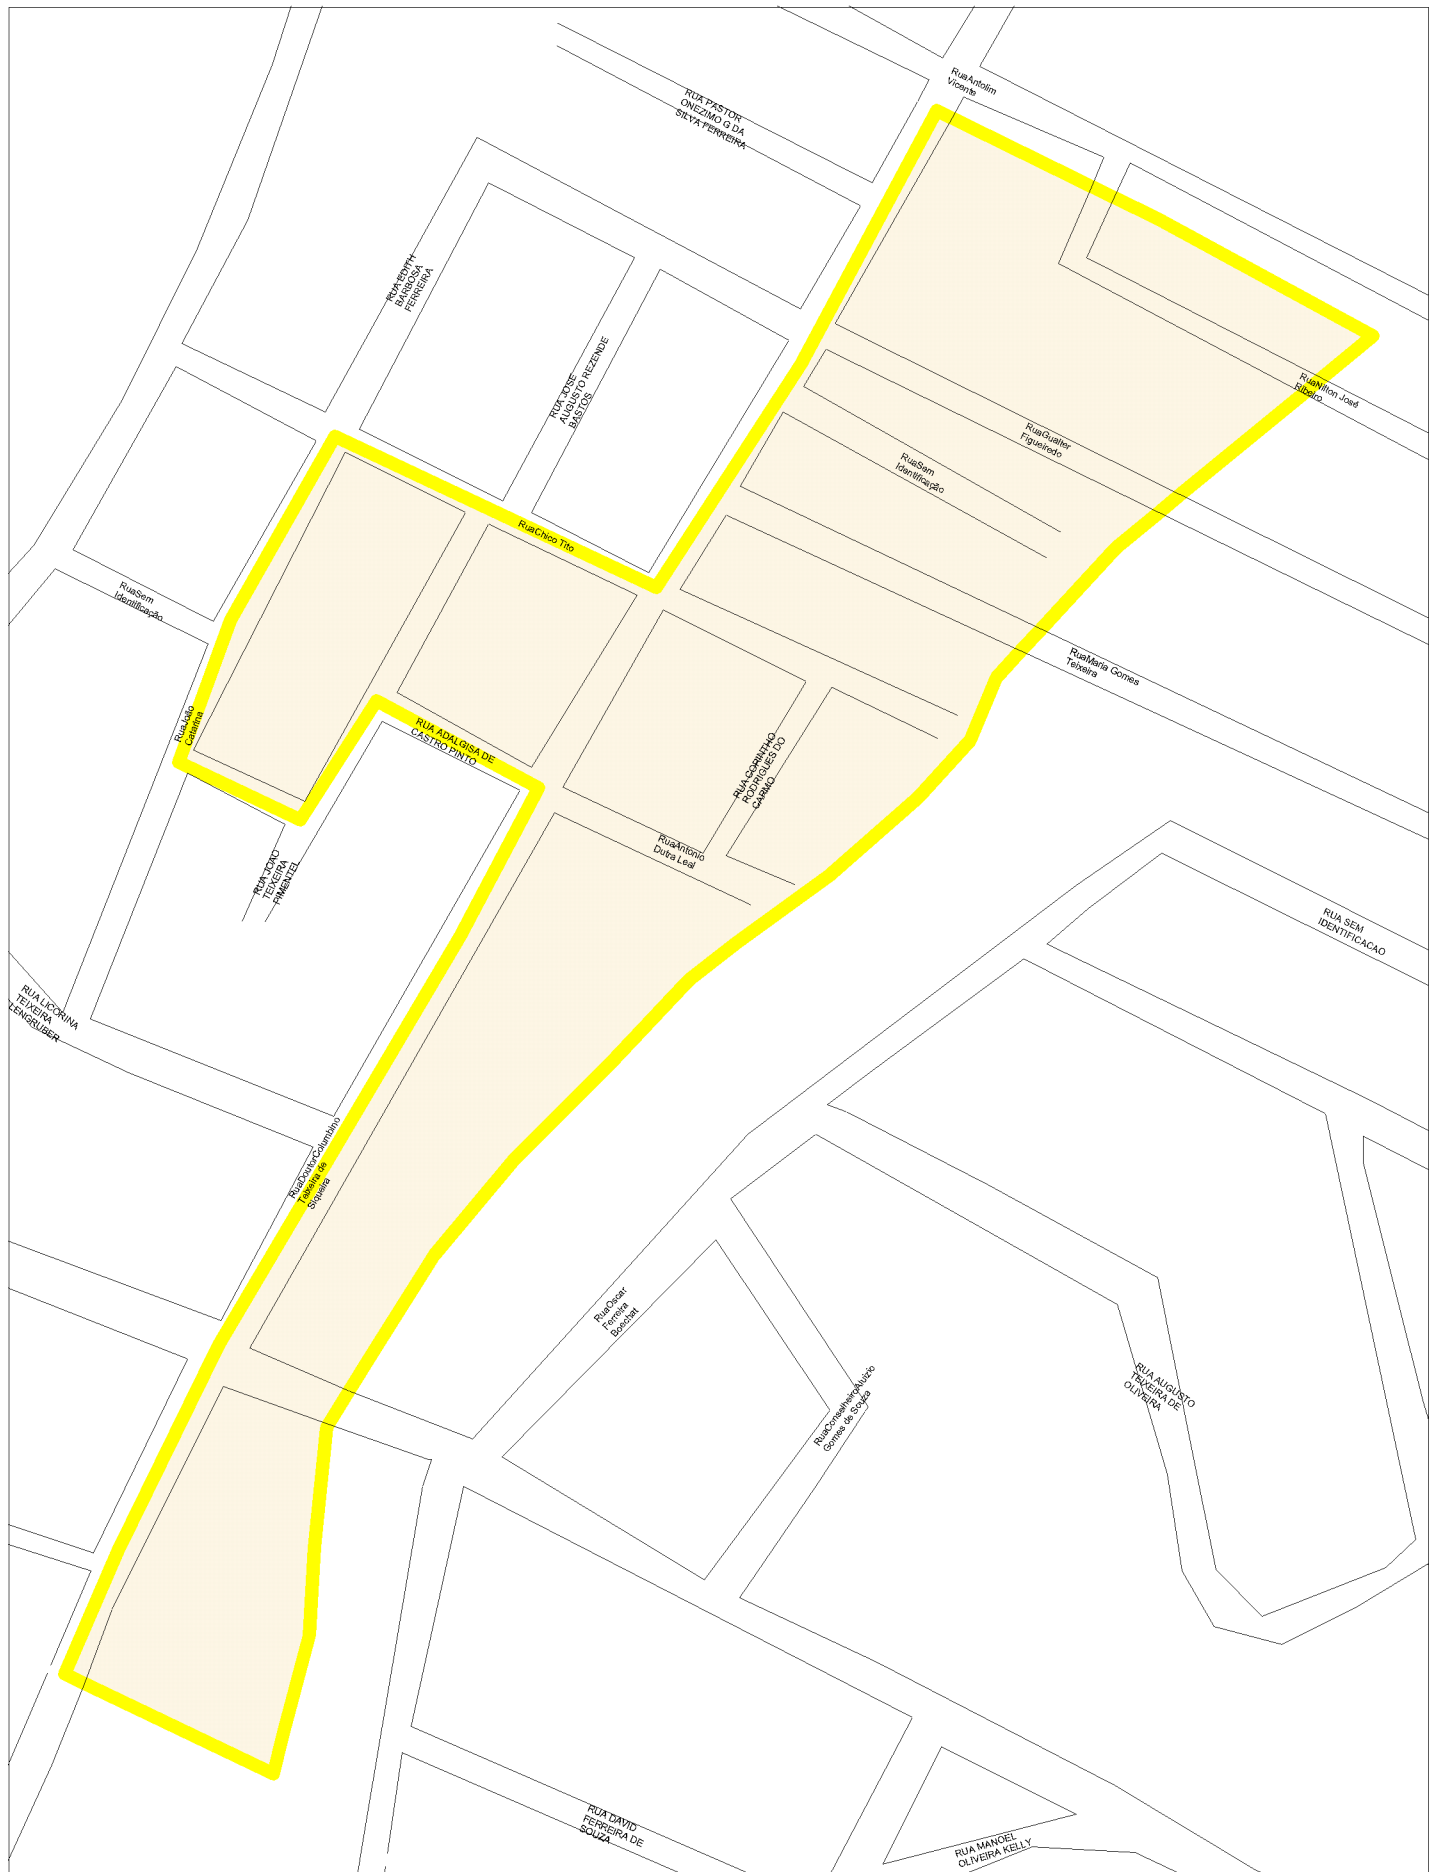 RuaAntolim
Vicente
RUA PASTOR
ONEZIMO G DA
SILVA FERREIRA
RUA EDITH
BARBOSA
FERREIRA
RUA JOSE
AUGUSTO REZENDE
BASTOS
RuaNilton José
Ribeiro
RuaGualter
Figueiredo
RuaSem
Identificação
RuaChico Tito
RuaSem
Identificação
RuaMaria Gomes
Teixeira
RuaJoão
Catarina
RUA ADALGISA DE
CASTRO PINTO
RUA CORINTHO
RODRIGUES DO
CARMO
RuaAntonio
Dutra Leal
RUA JOAO
TEIXEIRA
PIMENTEL
RUA SEM
IDENTIFICACAO
RUA LICORINA
TEIXEIRA
LENGRUBER
RuaDoutorColumbino
Teixeira de
Siqueira
RuaOscar
Ferreira
Boechat
RuaConselheiroAluizio
Gomes de Souza
RUA AUGUSTO
TEIXEIRA DE
OLIVEIRA
RUA DAVID
FERREIRA DE
SOUZA
RUA MANOEL
OLIVEIRA KELLY